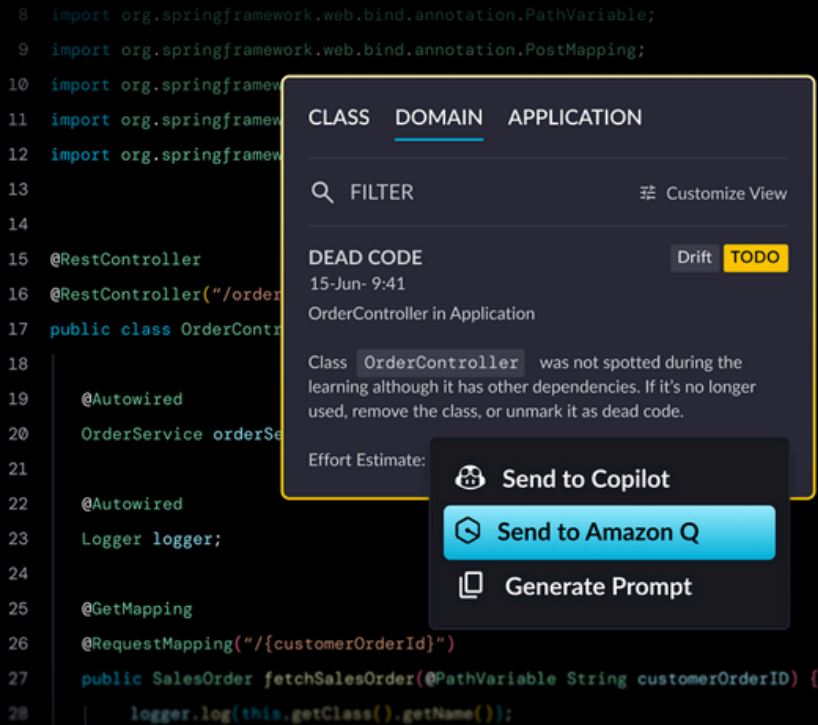 8 import org.springframework.web.bind.annotation.PathVariable;
9 import org.springframework.web.bind.annotation.PostMapping;
10 import org.springframew
11 import org.springframew
12 import org.springframew
13
14
15 @RestController
16 @RestController("/order
17 public class OrderContr
18
19 @Autowired
20 OrderService orderSe
21
22 @Autowired
23 Logger logger;
24
25 @GetMapping
26 @RequestMapping("/{customerOrderId}")
27 public SalesOrder fetchSalesOrder(@PathVariable String customerOrderID) {
28 logger.log(this.getClass().getName());
CLASS DOMAIN APPLICATION
FILTER Customize View
DEAD CODE Drift TODO
15-Jun- 9:41
OrderController in Application
Class OrderController was not spotted during the
learning although it has other dependencies. If it's no longer
used, remove the class, or unmark it as dead code.
Effort Estimate:
Send to Copilot
Send to Amazon Q
Generate Prompt